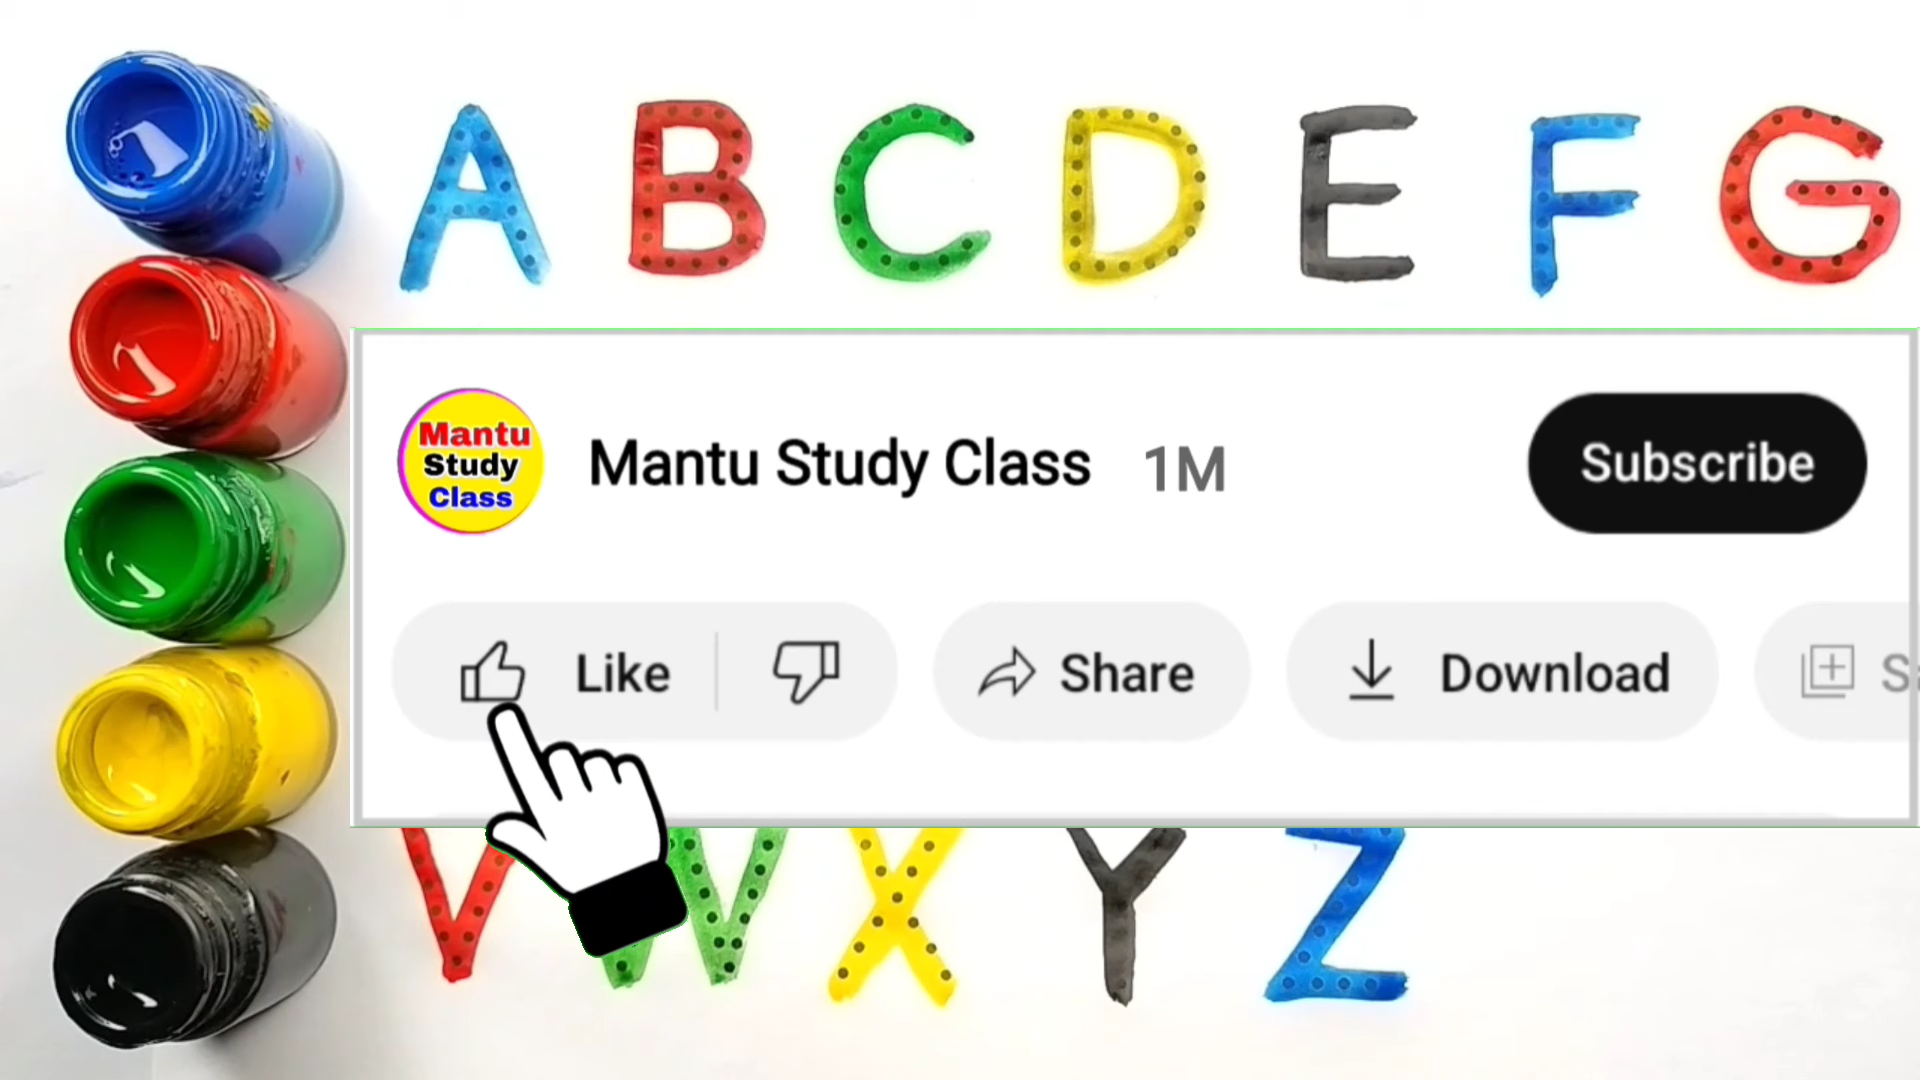 A B C D E F G
Mantu
Study
Class
Mantu Study Class 1M
Subscribe
Like
Share
Download
V W X Y Z